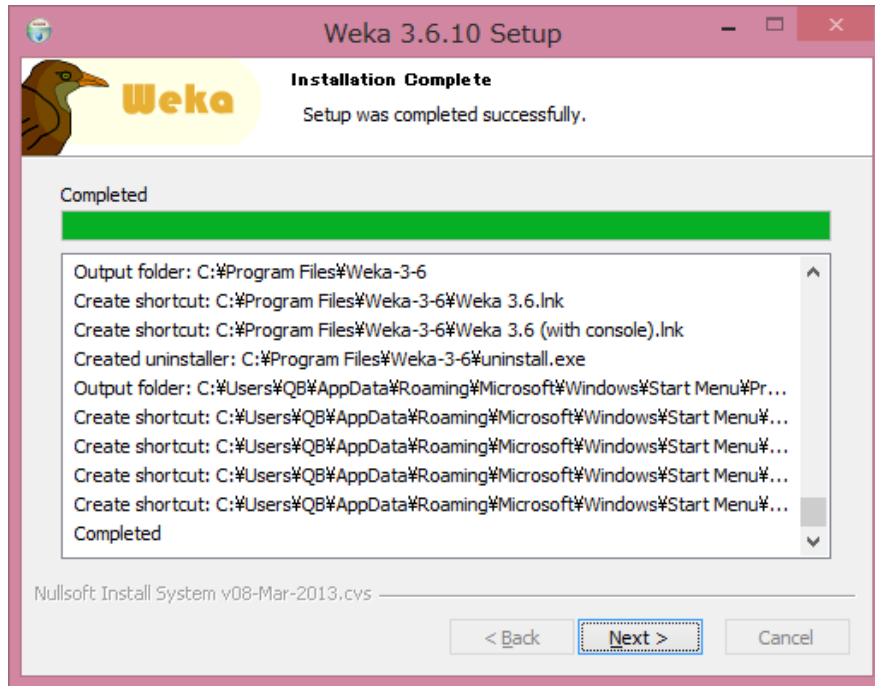 Weka 3.6.10 Setup
Weka
Installation Complete
Setup was completed successfully.
Completed
Output folder: C:¥Program Files¥Weka-3-6
Create shortcut: C:¥Program Files¥Weka-3-6¥Weka 3.6.lnk
Create shortcut: C:¥Program Files¥Weka-3-6¥Weka 3.6 (with console).lnk
Created uninstaller: C:¥Program Files¥Weka-3-6¥uninstall.exe
Output folder: C:¥Users¥QB¥AppData¥Roaming¥Microsoft¥Windows¥Start Menu¥Pr...
Create shortcut: C:¥Users¥QB¥AppData¥Roaming¥Microsoft¥Windows¥Start Menu¥...
Create shortcut: C:¥Users¥QB¥AppData¥Roaming¥Microsoft¥Windows¥Start Menu¥...
Create shortcut: C:¥Users¥QB¥AppData¥Roaming¥Microsoft¥Windows¥Start Menu¥...
Create shortcut: C:¥Users¥QB¥AppData¥Roaming¥Microsoft¥Windows¥Start Menu¥...
Completed
Nullsoft Install System v08-Mar-2013.cvs
< Back Next > Cancel